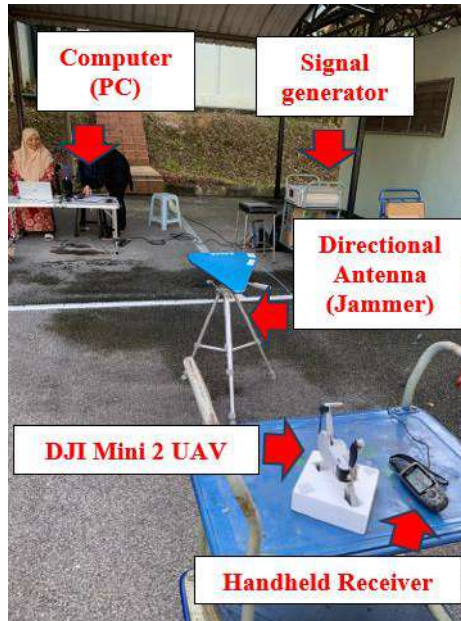 Computer
(PC)
Signal
generator
Directional
Antenna
(Jammer)
DJI Mini 2 UAV
Handheld Receiver